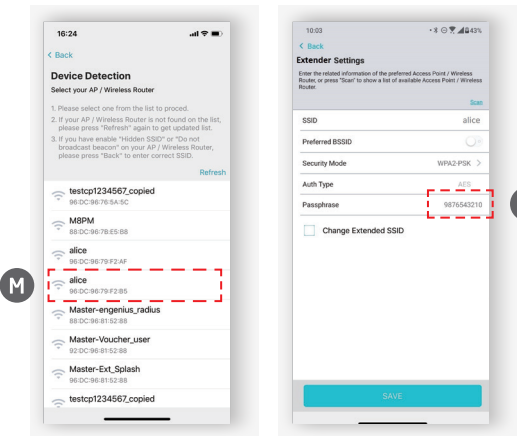 16:24
< Back
Device Detection
Select your AP / Wireless Router
1. Please select one from the list to proced.
2. If your AP / Wireless Router is not found on the list,
please press "Refresh" again to get updated list.
3. If you have enable "Hidden SSID" or "Do not
broadcast beacon" on your AP / Wireless Router,
please press "Back" to enter correct SSID.
Refresh
testcp1234567_copied
96:DC:96:76:5A:5C
M8PM
88:DC:96:7B:E5:B8
alice
96:DC:96:79:F2:AF
alice
96:DC:96:79:F2:B5
M
Master-engenius_radius
88:DC:96:81:52:88
Master-Voucher_user
92:DC:96:81:52:88
Master-Ext_Splash
96:DC:96:81:52:88
testcp1234567_copied
10:03
43%
< Back
Extender Settings
Enter the related information of the preferred Access Point / Wireless
Router, or press "Scan" to show a list of available Access Point / Wireless
Router.
Scan
SSID alice
Preferred BSSID
Security Mode WPA2-PSK >
Auth Type AES
Passphrase 9876543210
Change Extended SSID
SAVE